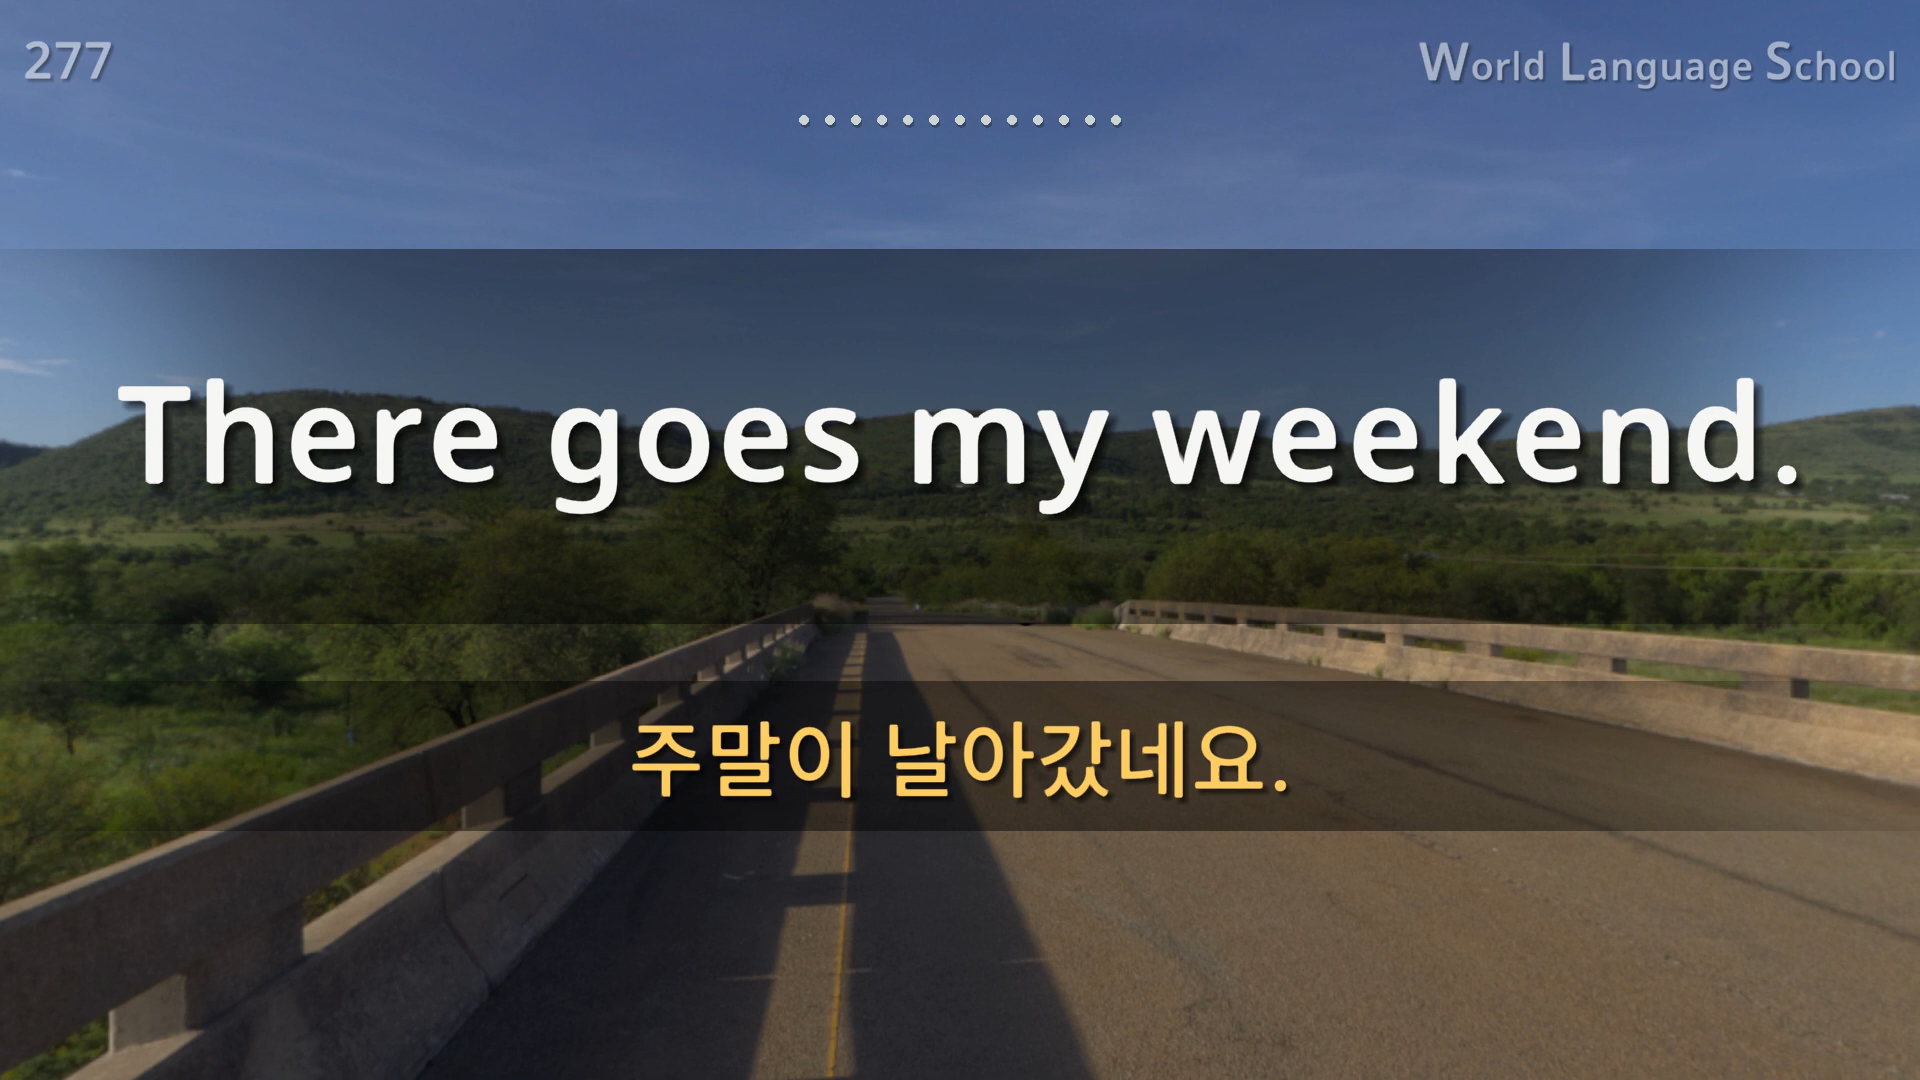 277
World Language School
There goes my weekend.
주말이 날아갔네요.